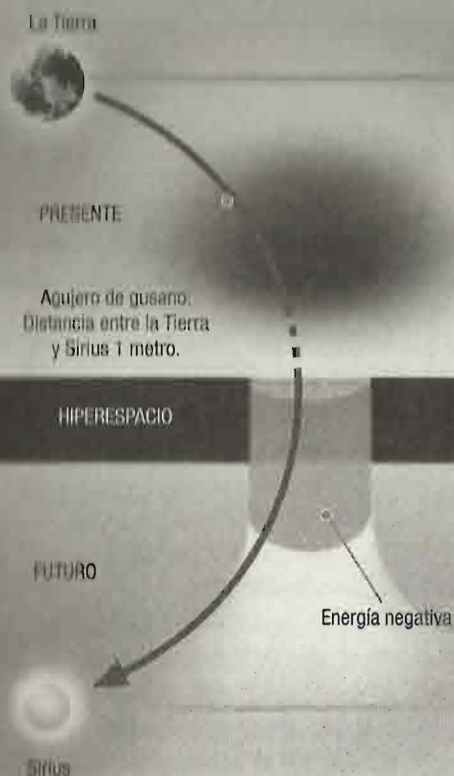 La Tierra
PRESENTE
Agujero de gusano.
Distancia entre la Tierra
y Sirius 1 metro.
HIPERESPACIO
FUTURO
Energía negativa
Sirius